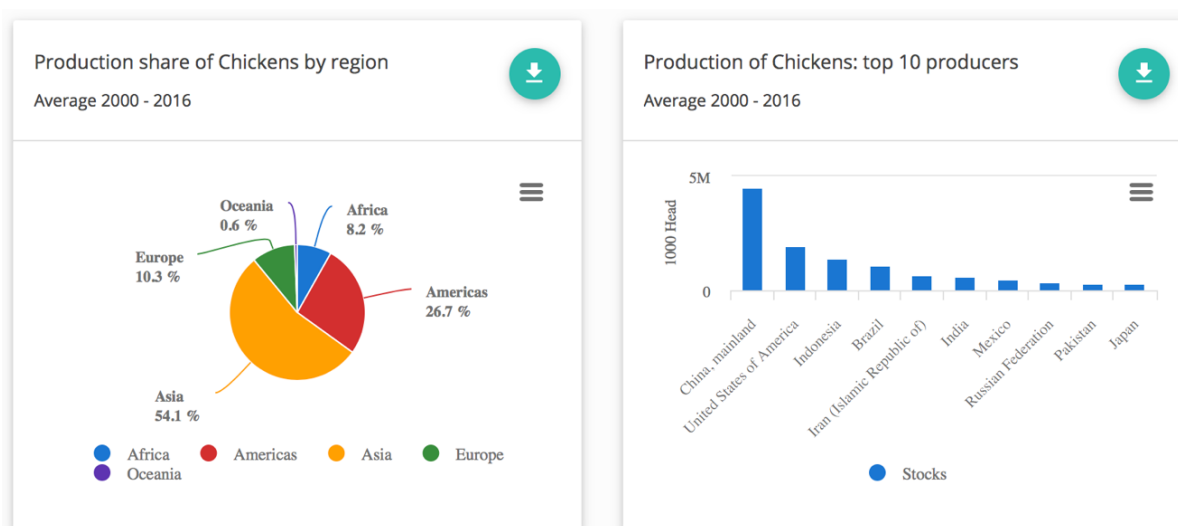 Production share of Chickens by region
Average 2000 - 2016
Oceania
0.6 %
Africa
8.2 %
Europe
10.3 %
Americas
26.7 %
Asia
54.1 %
Africa
Americas
Asia
Europe
Oceania
Production of Chickens: top 10 producers
Average 2000 - 2016
5M
1000 Head
0
China, mainland
United States of America
Indonesia
Brazil
Iran (Islamic Republic of)
India
Mexico
Russian Federation
Pakistan
Japan
Stocks